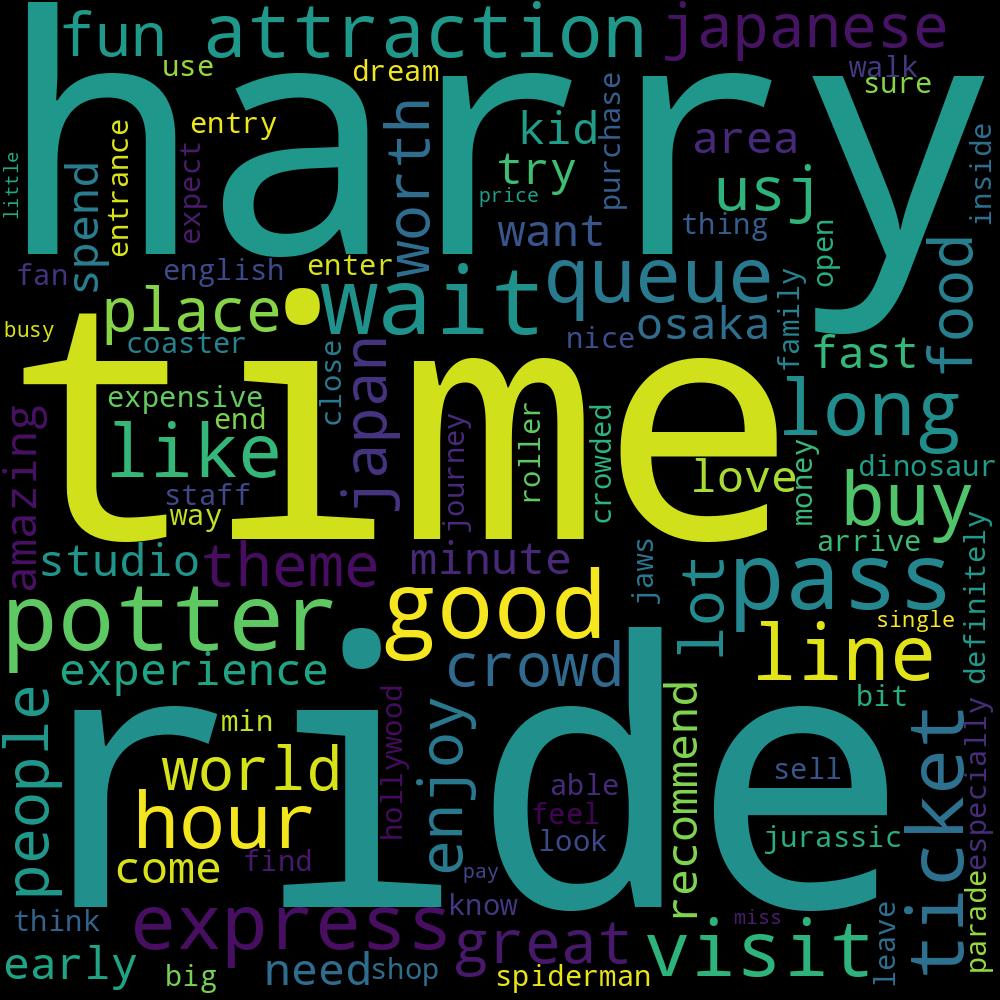 fun attraction japanese
use dream walk
sure
harry
entry kid purchase
little spend entrance expect worth try area inside
price usj
want thing open
fan english enter queue food
place wait osaka family
busy coaster nice fast
time
close japan long
expensive
end
like journey roller crowded love money dinosaur
amazing staff buy
way arrive
studio theme minute jaws lot pass definitely
potter good single
line
experience crowd
people bit
ride
min hollywood enjoy recommend ticket especially
world able sell
hour feel
look jurassic
come find
pay
think express know miss leave parade
early great visit
big need shop spiderman